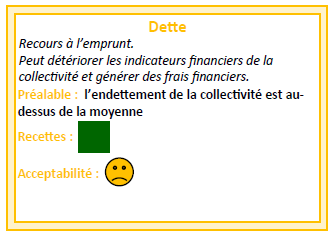 Dette
Recours à l'emprunt.
Peut détériorer les indicateurs financiers de la
collectivité et générer des frais financiers.
Préalable : l'endettement de la collectivité est au-
dessus de la moyenne
Recettes :
Acceptabilité :